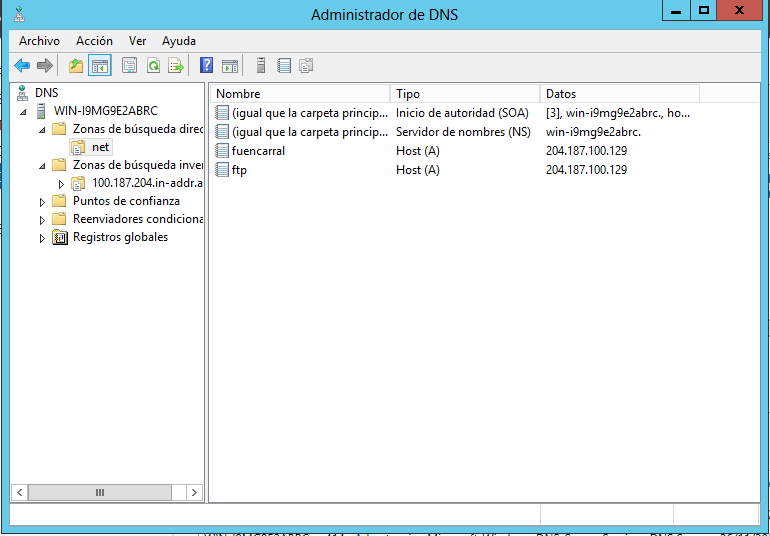 Administrador de DNS
Archivo Acción Ver Ayuda
DNS
WIN-I9MG9E2ABRC
Zonas de búsqueda direc
net
Zonas de búsqueda inver
100.187.204.in-addr.a
Puntos de confianza
Reenviadores condiciona
Registros globales
Nombre Tipo Datos
(igual que la carpeta princip... Inicio de autoridad (SOA) [3], win-i9mg9e2abrc., ho...
(igual que la carpeta princip... Servidor de nombres (NS) win-i9mg9e2abrc.
fuencarral Host (A) 204.187.100.129
ftp Host (A) 204.187.100.129